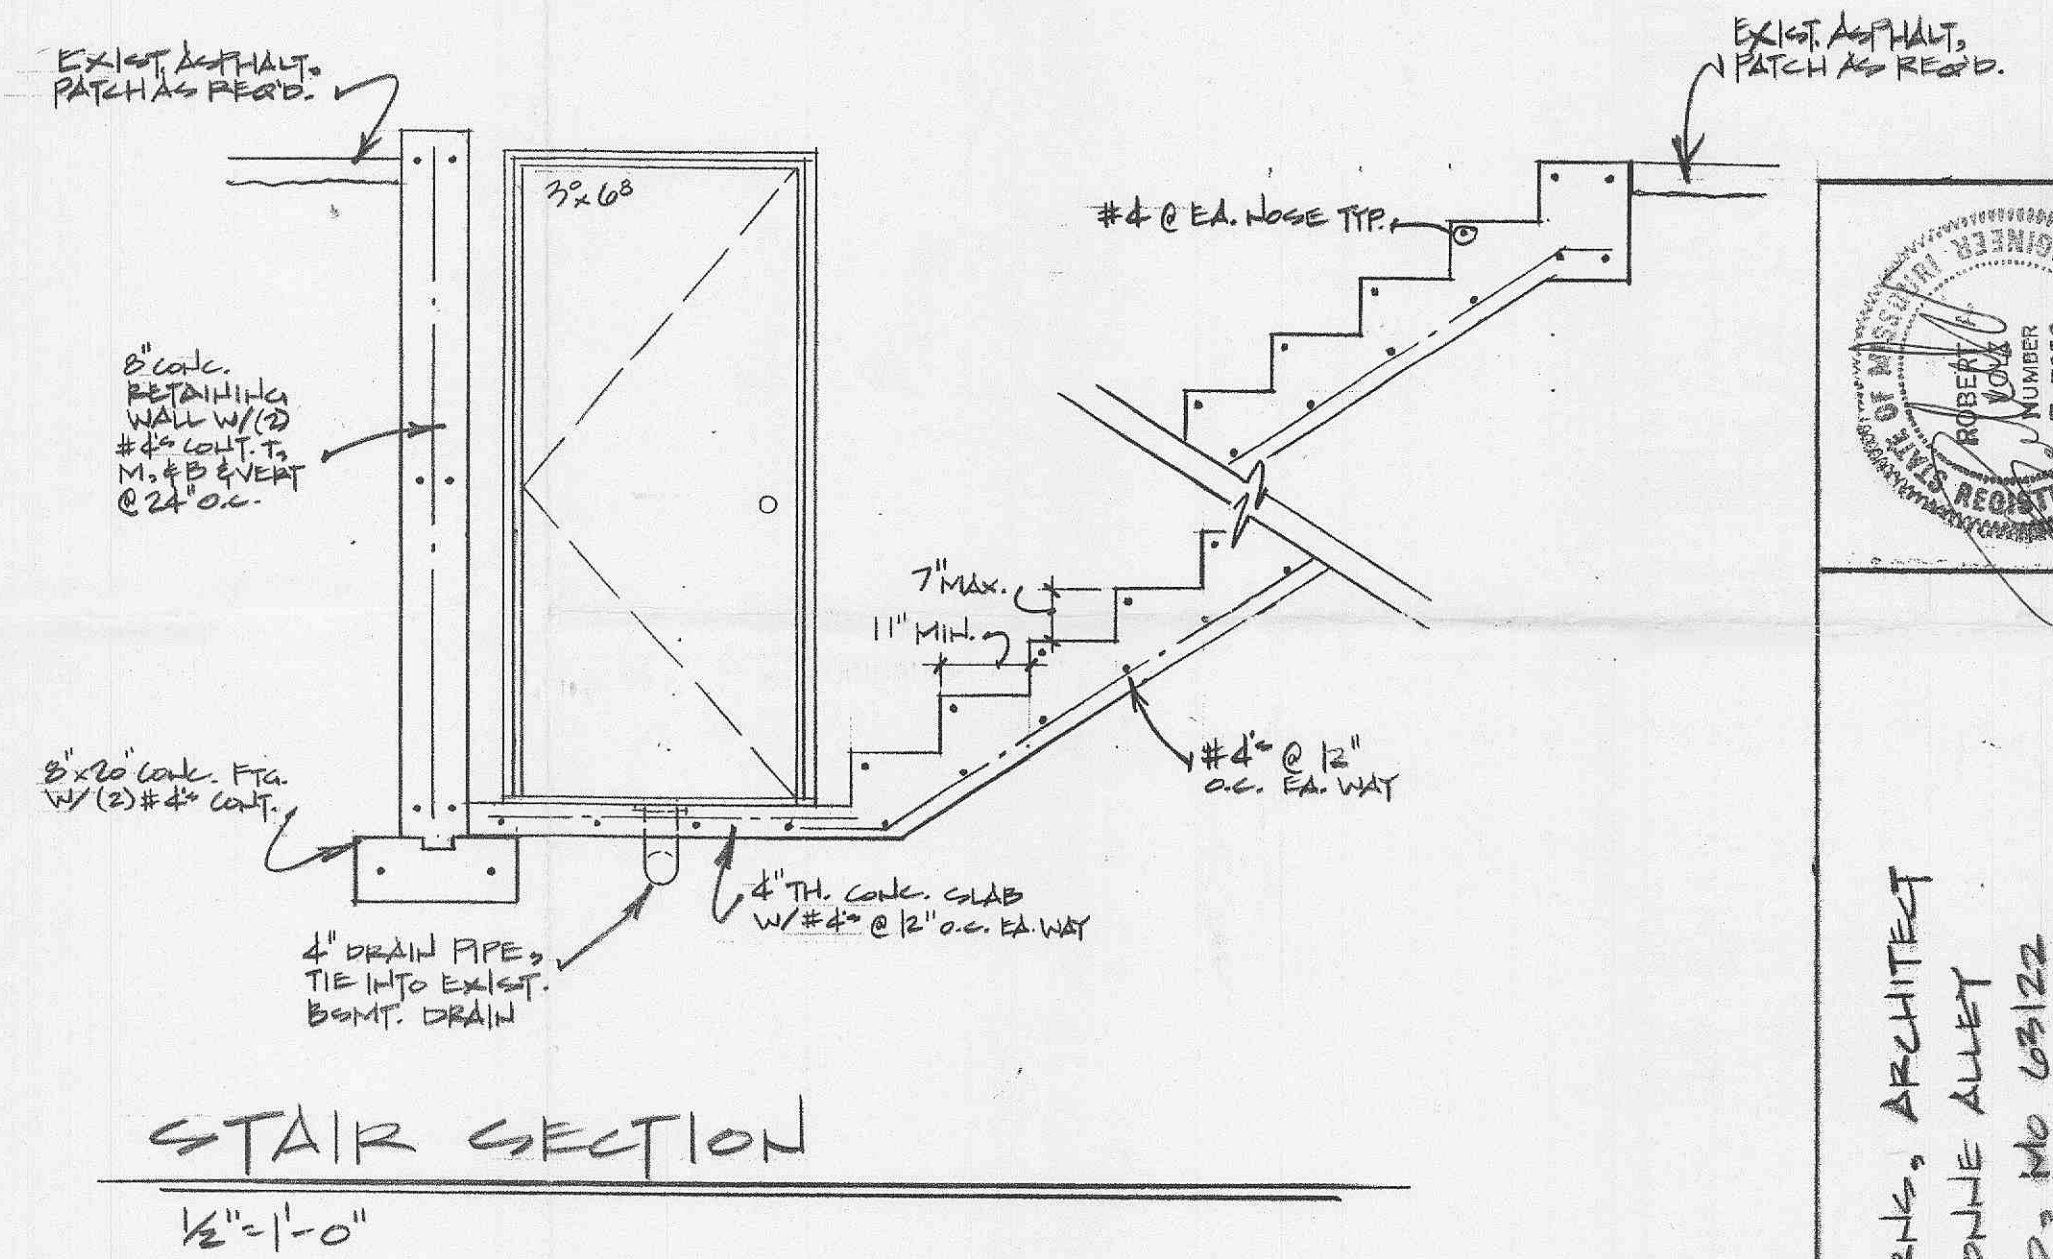 EXIST. ASPHALT,
PATCH AS REQ'D.
EXIST. ASPHALT,
PATCH AS REQ'D.
3⁰ x 6⁸
#4 @ EA. NOSE TYP.
8" CONC.
RETAINING
WALL W/(2)
#4's CONT. T,
M, & B & VERT
@ 24" O.C.
7" MAX.
11" MIN.
#4's @ 12"
O.C. EA. WAY
8"x20" CONC. FTG.
W/(2) #4's CONT.
4" TH. CONC. SLAB
W/ #4's @ 12" O.C. EA. WAY
4" DRAIN PIPE,
TIE INTO EXIST.
BSMT. DRAIN
STAIR SECTION
1/2"=1'-0"
STATE OF MISSOURI
ROBERT
NUMBER
ARCHITECT
ALLEY
MO 63122